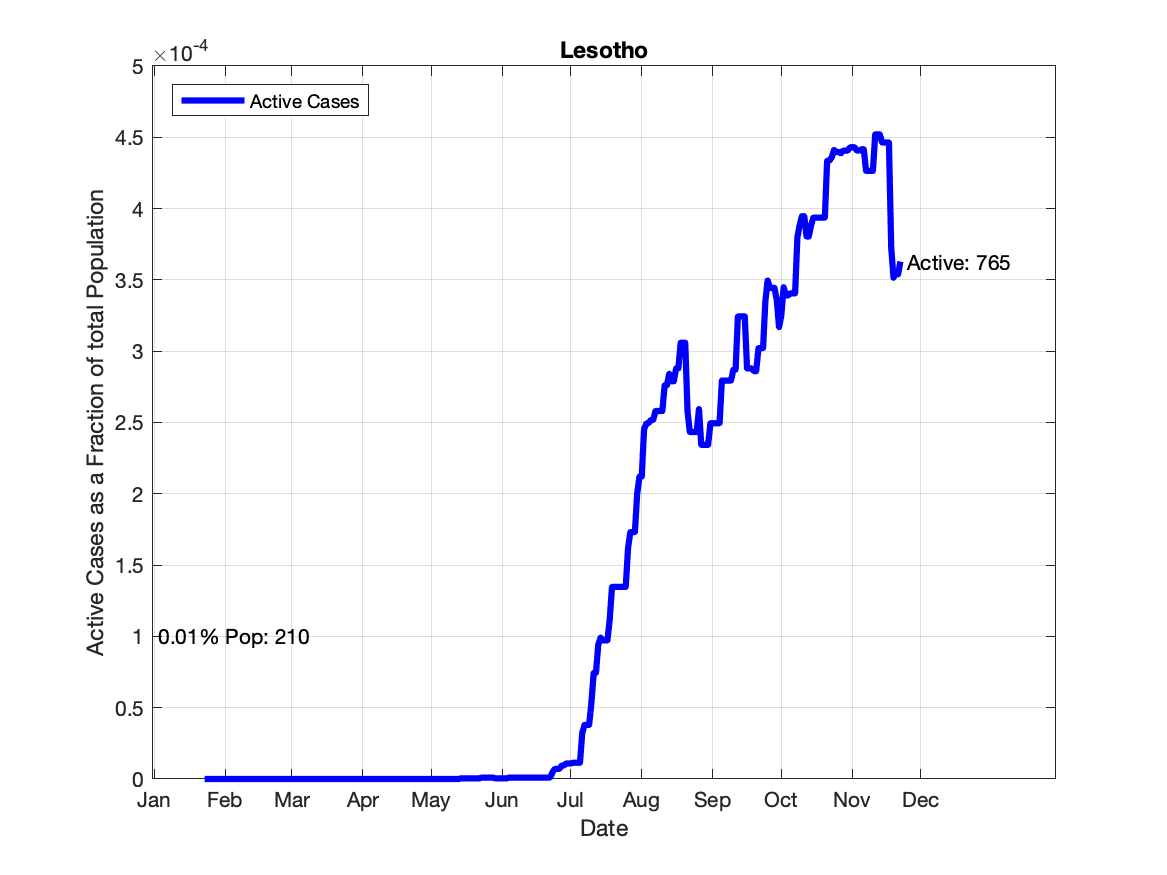 Lesotho
×10⁻⁴
Active Cases
5
4.5
4
3.5
3
2.5
2
1.5
1
0.5
0
Active Cases as a Fraction of total Population
Active: 765
0.01% Pop: 210
Jan Feb Mar Apr May Jun Jul Aug Sep Oct Nov Dec
Date